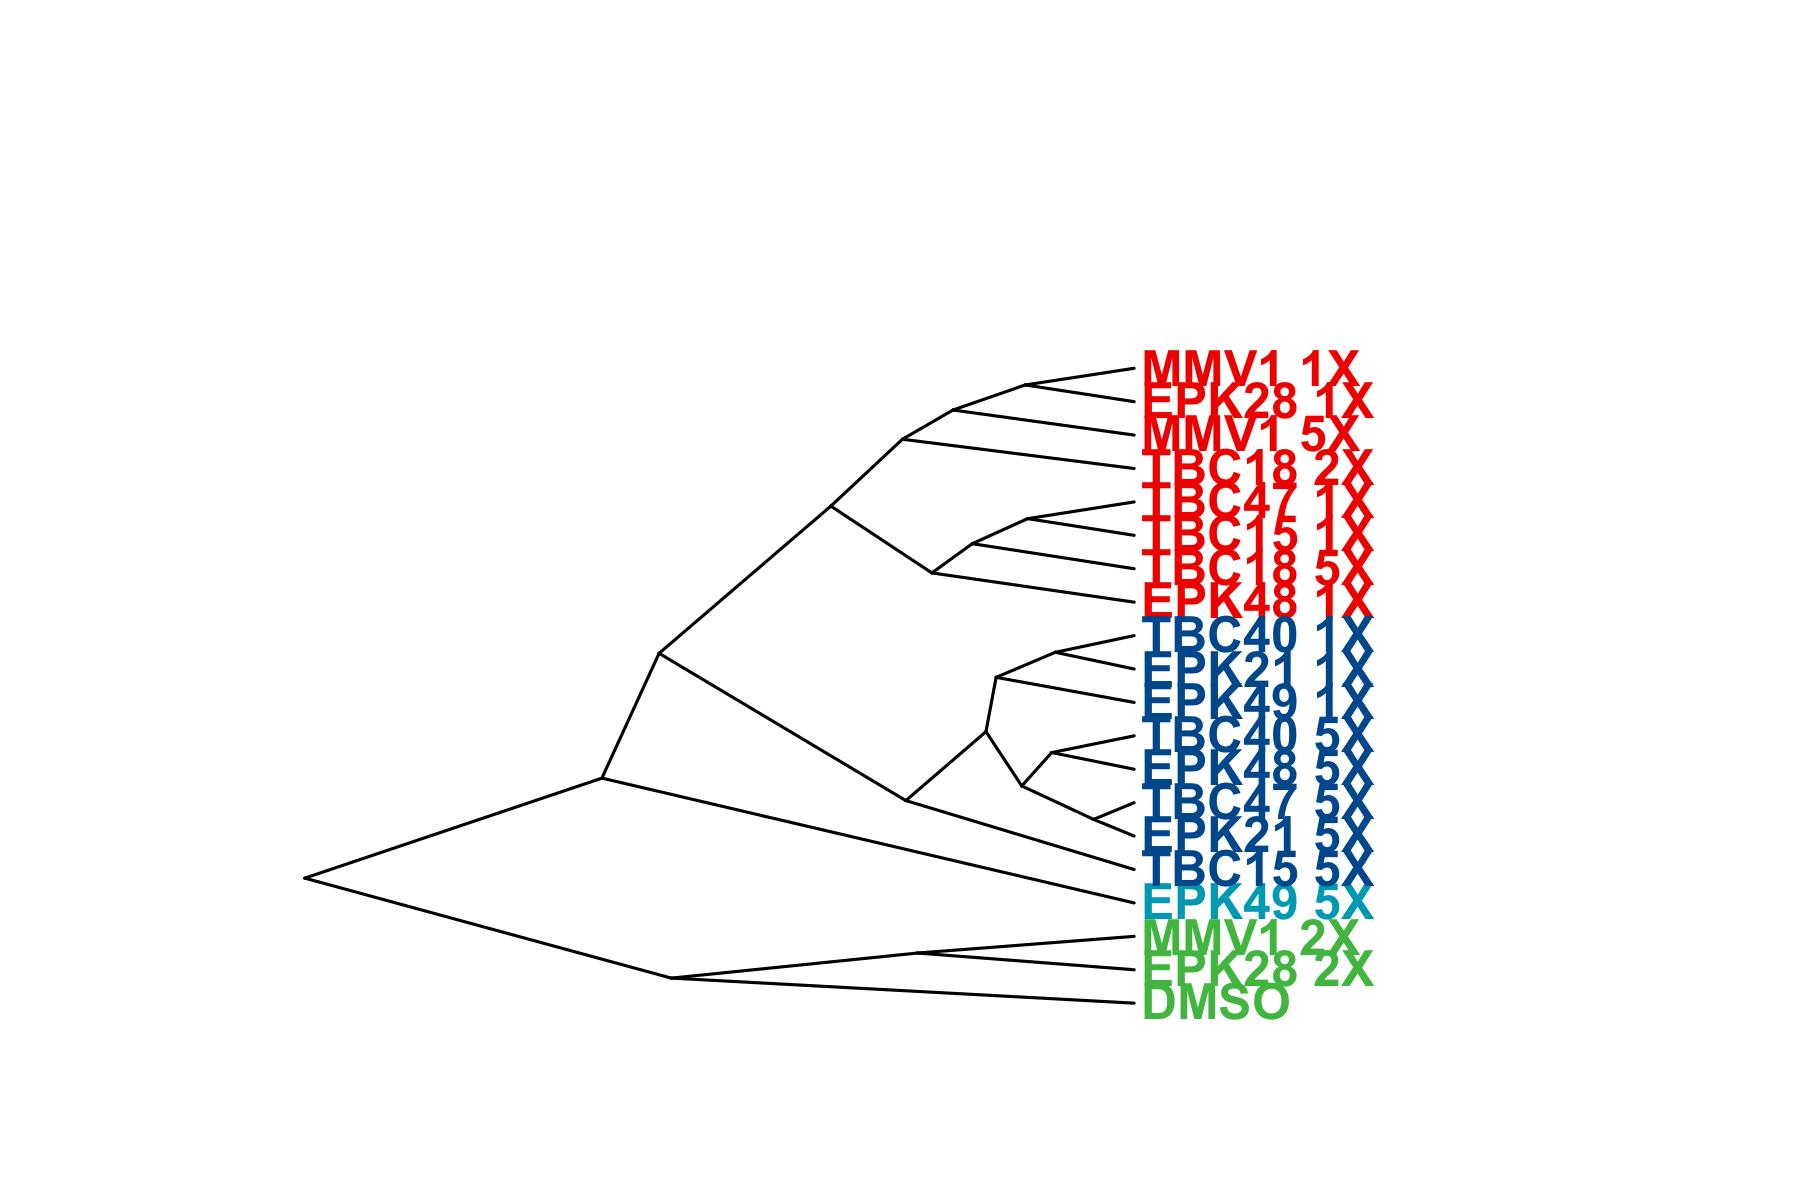 MMV1 1X
EPK28 1X
MMV1 5X
TBC18 2X
TBC47 1X
TBC15 1X
TBC18 5X
EPK48 1X
TBC40 1X
EPK21 1X
EPK49 1X
TBC40 5X
EPK48 5X
TBC47 5X
EPK21 5X
TBC15 5X
EPK49 5X
MMV1 2X
EPK28 2X
DMSO